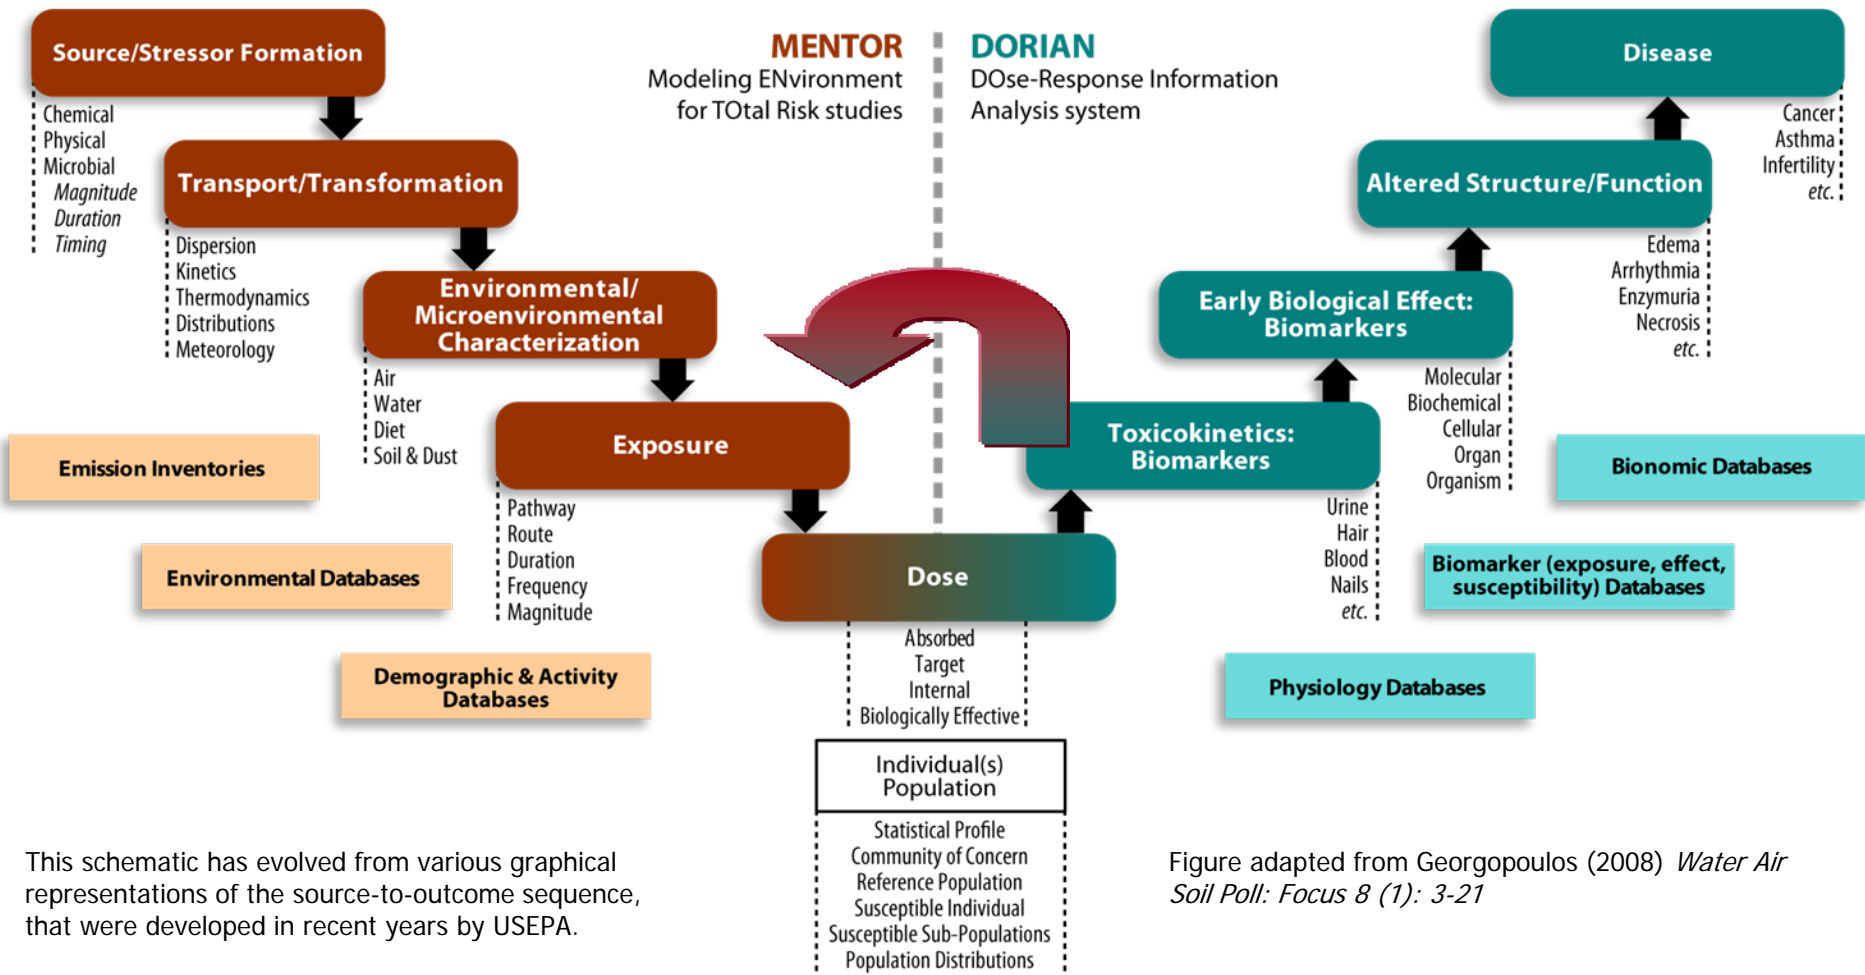 Source/Stressor Formation
Chemical
Physical
Microbial
Magnitude
Duration
Timing
Transport/Transformation
Dispersion
Kinetics
Thermodynamics
Distributions
Meteorology
Environmental/
Microenvironmental
Characterization
Air
Water
Diet
Soil & Dust
Exposure
Pathway
Route
Duration
Frequency
Magnitude
MENTOR
Modeling ENvironment
for TOtal Risk studies
DORIAN
DOse-Response Information
Analysis system
Disease
Cancer
Asthma
Infertility
etc.
Altered Structure/Function
Edema
Arrhythmia
Enzymuria
Necrosis
etc.
Early Biological Effect:
Biomarkers
Molecular
Biochemical
Cellular
Organ
Organism
Toxicokinetics:
Biomarkers
Urine
Hair
Blood
Nails
etc.
Dose
Absorbed
Target
Internal
Biologically Effective
Individual(s)
Population
Statistical Profile
Community of Concern
Reference Population
Susceptible Individual
Susceptible Sub-Populations
Population Distributions
Emission Inventories
Environmental Databases
Demographic & Activity
Databases
Bionomic Databases
Biomarker (exposure, effect,
susceptibility) Databases
Physiology Databases
This schematic has evolved from various graphical
representations of the source-to-outcome sequence,
that were developed in recent years by USEPA.
Figure adapted from Georgopoulos (2008) Water Air
Soil Poll: Focus 8 (1): 3-21